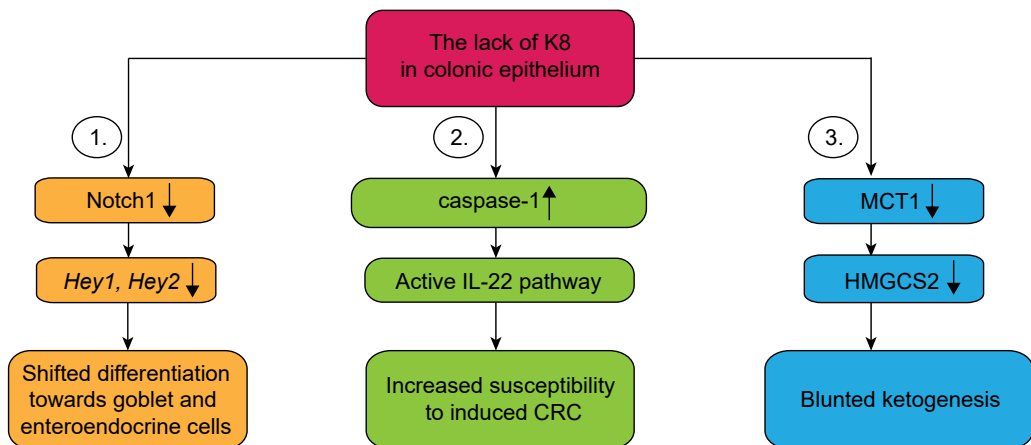 The lack of K8
in colonic epithelium
1.
2.
3.
Notch1
caspase-1
MCT1
Hey1, Hey2
Active IL-22 pathway
HMGCS2
Shifted differentiation
towards goblet and
enteroendocrine cells
Increased susceptibility
to induced CRC
Blunted ketogenesis